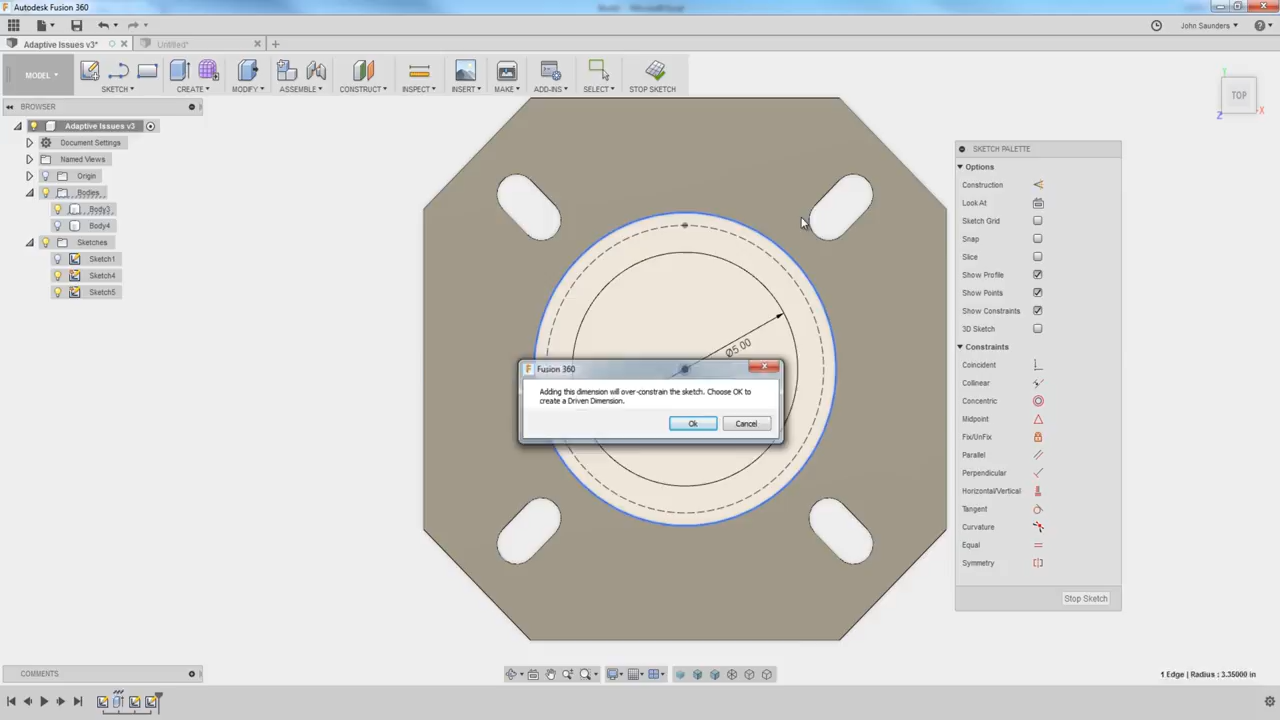 Autodesk Fusion 360
John Saunders
Adaptive Issues v3*
Untitled*
MODEL
SKETCH
CREATE
MODIFY
ASSEMBLE
CONSTRUCT
INSPECT
INSERT
MAKE
ADD-INS
SELECT
STOP SKETCH
TOP
Y
X
Z
BROWSER
Adaptive Issues v3
Document Settings
Named Views
Origin
Bodies
Body3
Body4
Sketches
Sketch1
Sketch4
Sketch5
Ø5.00
Fusion 360
Adding this dimension will over-constrain the sketch. Choose OK to
create a Driven Dimension.
Ok
Cancel
SKETCH PALETTE
Options
Construction
Look At
Sketch Grid
Snap
Slice
Show Profile
Show Points
Show Constraints
3D Sketch
Constraints
Coincident
Collinear
Concentric
Midpoint
Fix/UnFix
Parallel
Perpendicular
Horizontal/Vertical
Tangent
Curvature
Equal
Symmetry
Stop Sketch
COMMENTS
1 Edge | Radius : 3.35000 in